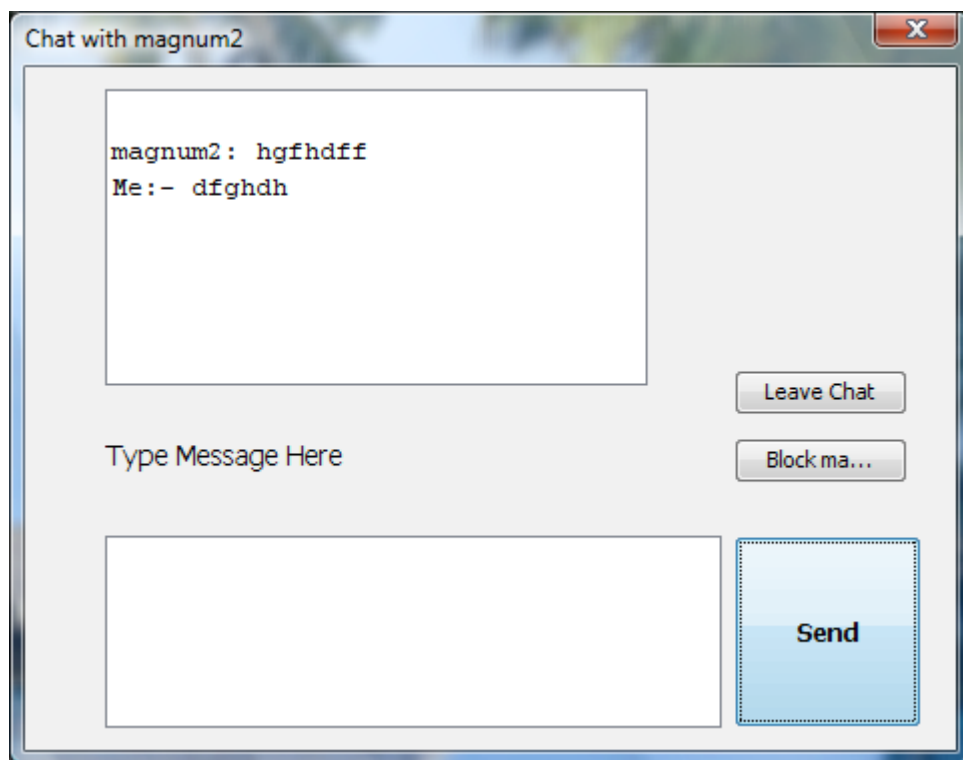 Chat with magnum2
magnum2: hgfhdff
Me:- dfghdh
Leave Chat
Type Message Here
Block ma...
Send